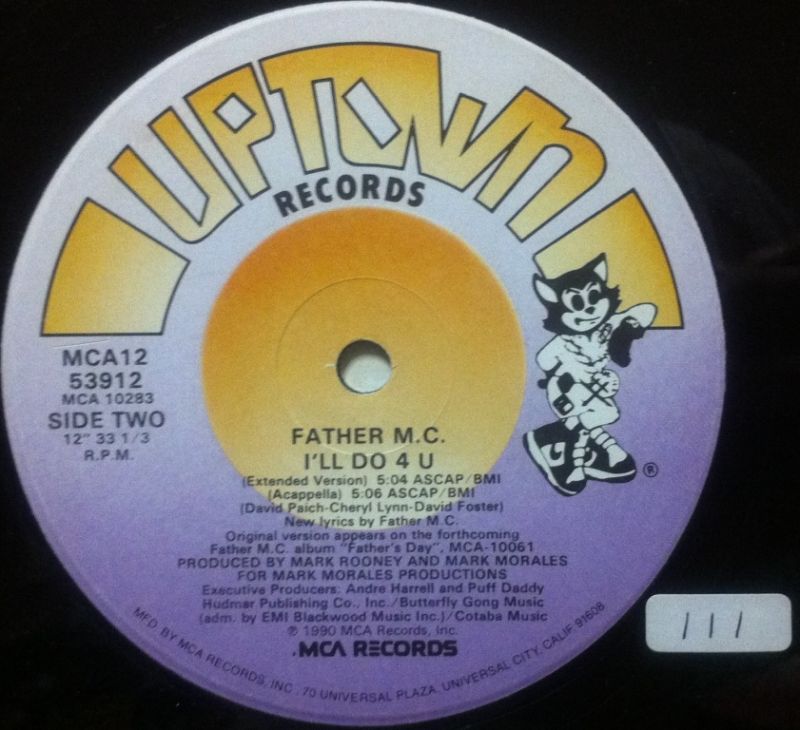 UPTOWN
RECORDS
MCA12
53912
MCA 10283
SIDE TWO
12" 33 1/3
R.P.M.
FATHER M.C.
I'LL DO 4 U
(Extended Version) 5:04 ASCAP/BMI
(Acappella) 5:06 ASCAP/BMI
(David Paich-Cheryl Lynn-David Foster)
New lyrics by Father M.C.
Original version appears on the forthcoming
Father M.C. album "Father's Day", MCA-10061
PRODUCED BY MARK ROONEY AND MARK MORALES
FOR MARK MORALES PRODUCTIONS
Executive Producers: Andre Harrell and Puff Daddy
Hudmar Publishing Co., Inc./Butterfly Gong Music
(adm. by EMI Blackwood Music Inc.)/Cotaba Music
℗ 1990 MCA Records, Inc.
.MCA RECORDS
MFD. BY MCA RECORDS, INC., 70 UNIVERSAL PLAZA, UNIVERSAL CITY, CALIF. 91608
®
111